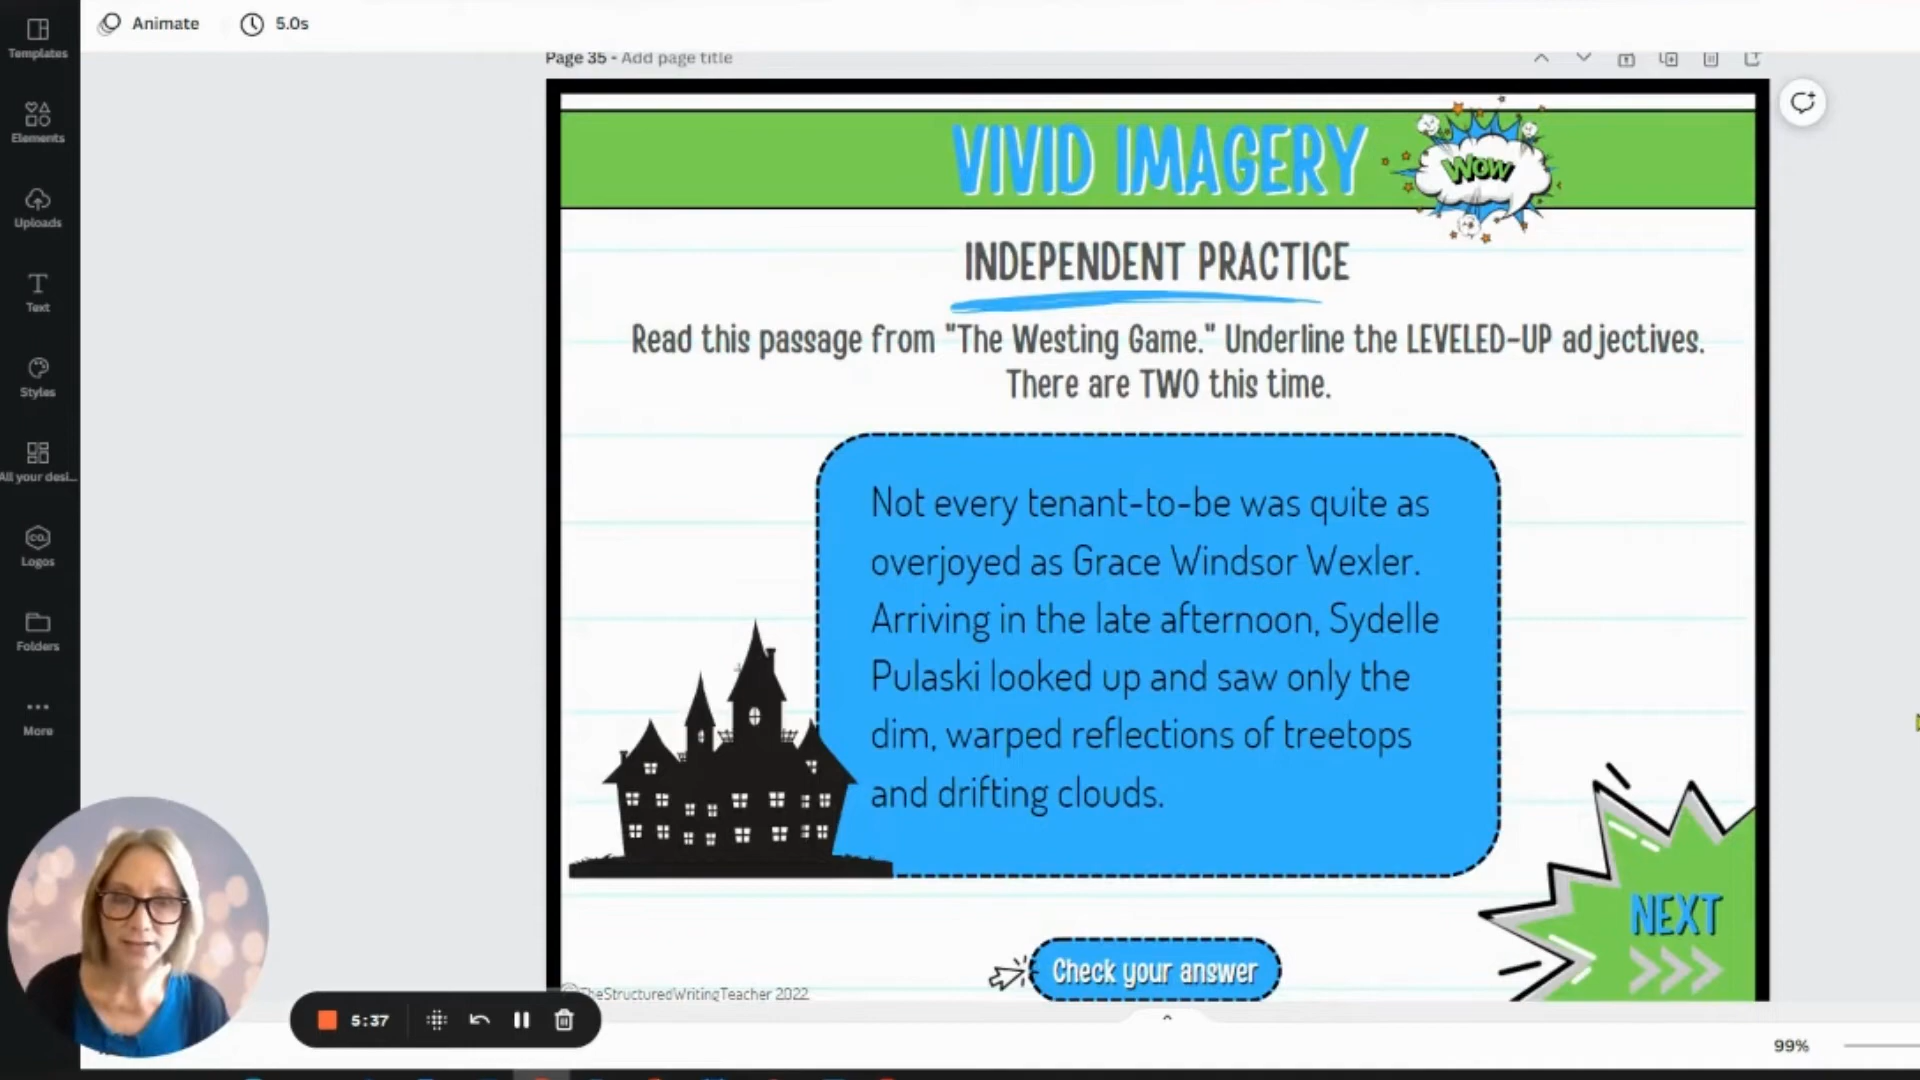 Animate
5.0s
Templates
Elements
Uploads
Text
Styles
All your desi...
Logos
Folders
More
Page 35 - Add page title
VIVID IMAGERY
WOW
INDEPENDENT PRACTICE
Read this passage from "The Westing Game." Underline the LEVELED-UP adjectives.
There are TWO this time.
Not every tenant-to-be was quite as
overjoyed as Grace Windsor Wexler.
Arriving in the late afternoon, Sydelle
Pulaski looked up and saw only the
dim, warped reflections of treetops
and drifting clouds.
NEXT
Check your answer
©TheStructuredWritingTeacher 2022
5:37
99%